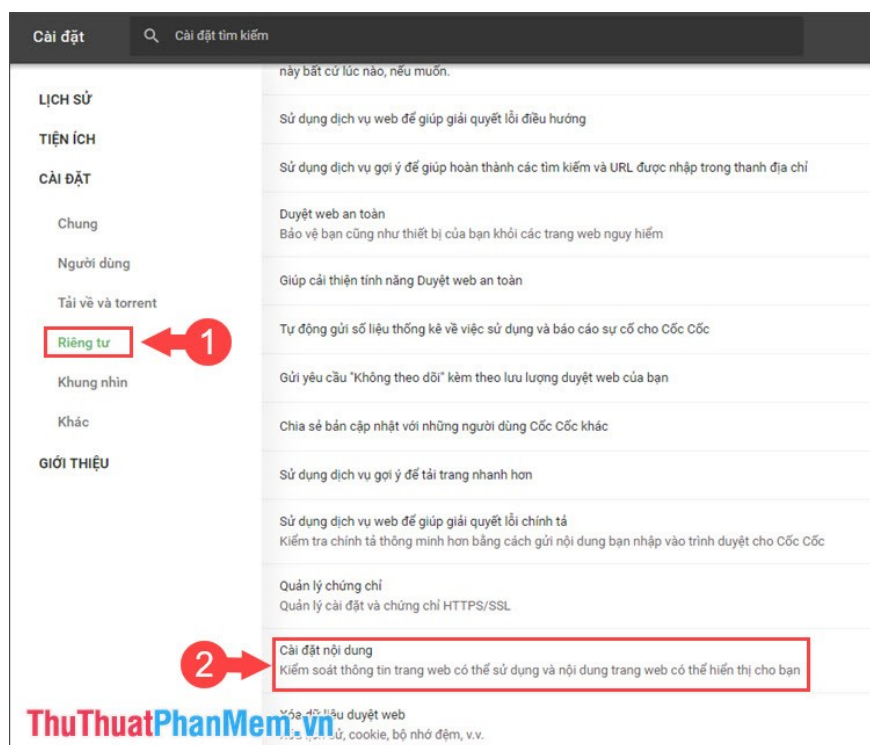 Cài đặt
Cài đặt tìm kiếm
LỊCH SỬ
TIỆN ÍCH
CÀI ĐẶT
Chung
Người dùng
Tải về và torrent
Riêng tư
1
Khung nhìn
Khác
GIỚI THIỆU
này bất cứ lúc nào, nếu muốn.
Sử dụng dịch vụ web để giúp giải quyết lỗi điều hướng
Sử dụng dịch vụ gợi ý để giúp hoàn thành các tìm kiếm và URL được nhập trong thanh địa chỉ
Duyệt web an toàn
Bảo vệ bạn cũng như thiết bị của bạn khỏi các trang web nguy hiểm
Giúp cải thiện tính năng Duyệt web an toàn
Tự động gửi số liệu thống kê về việc sử dụng và báo cáo sự cố cho Cốc Cốc
Gửi yêu cầu "Không theo dõi" kèm theo lưu lượng duyệt web của bạn
Chia sẻ bản cập nhật với những người dùng Cốc Cốc khác
Sử dụng dịch vụ gợi ý để tải trang nhanh hơn
Sử dụng dịch vụ web để giúp giải quyết lỗi chính tả
Kiểm tra chính tả thông minh hơn bằng cách gửi nội dung bạn nhập vào trình duyệt cho Cốc Cốc
Quản lý chứng chỉ
Quản lý cài đặt và chứng chỉ HTTPS/SSL
2
Cài đặt nội dung
Kiểm soát thông tin trang web có thể sử dụng và nội dung trang web có thể hiển thị cho bạn
Xóa dữ liệu duyệt web
sử, cookie, bộ nhớ đệm, v.v.
ThuThuatPhanMem.vn